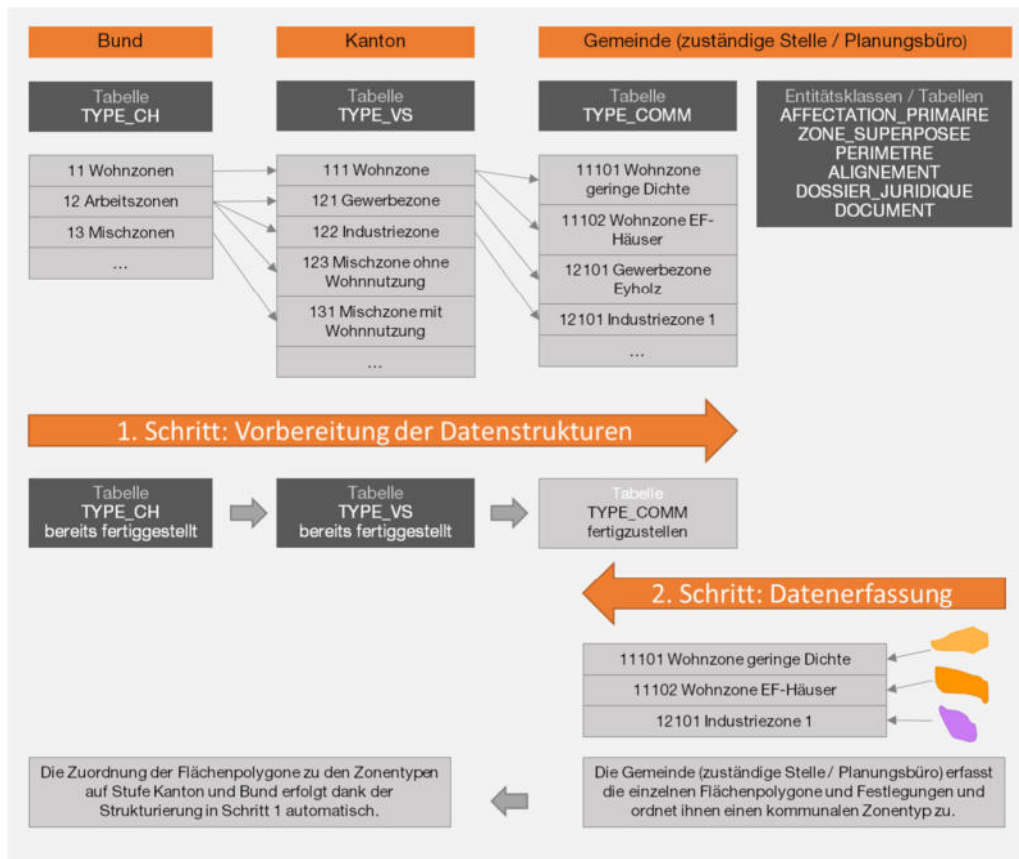 Bund
Kanton
Gemeinde (zuständige Stelle / Planungsbüro)
Tabelle
TYPE_CH
Tabelle
TYPE_VS
Tabelle
TYPE_COMM
Entitätsklassen / Tabellen
AFFECTATION_PRIMAIRE
ZONE_SUPERPOSEE
PERIMETRE
ALIGNEMENT
DOSSIER_JURIDIQUE
DOCUMENT
11 Wohnzonen
12 Arbeitszonen
13 Mischzonen
...
111 Wohnzone
121 Gewerbezone
122 Industriezone
123 Mischzone ohne
Wohnnutzung
131 Mischzone mit
Wohnnutzung
...
11101 Wohnzone
geringe Dichte
11102 Wohnzone EF-
Häuser
12101 Gewerbezone
Eyholz
12101 Industriezone 1
...
1. Schritt: Vorbereitung der Datenstrukturen
Tabelle
TYPE_CH
bereits fertiggestellt
Tabelle
TYPE_VS
bereits fertiggestellt
Tabelle
TYPE_COMM
fertigzustellen
2. Schritt: Datenerfassung
11101 Wohnzone geringe Dichte
11102 Wohnzone EF-Häuser
12101 Industriezone 1
Die Zuordnung der Flächenpolygone zu den Zonentypen
auf Stufe Kanton und Bund erfolgt dank der
Strukturierung in Schritt 1 automatisch.
Die Gemeinde (zuständige Stelle / Planungsbüro) erfasst
die einzelnen Flächenpolygone und Festlegungen und
ordnet ihnen einen kommunalen Zonentyp zu.